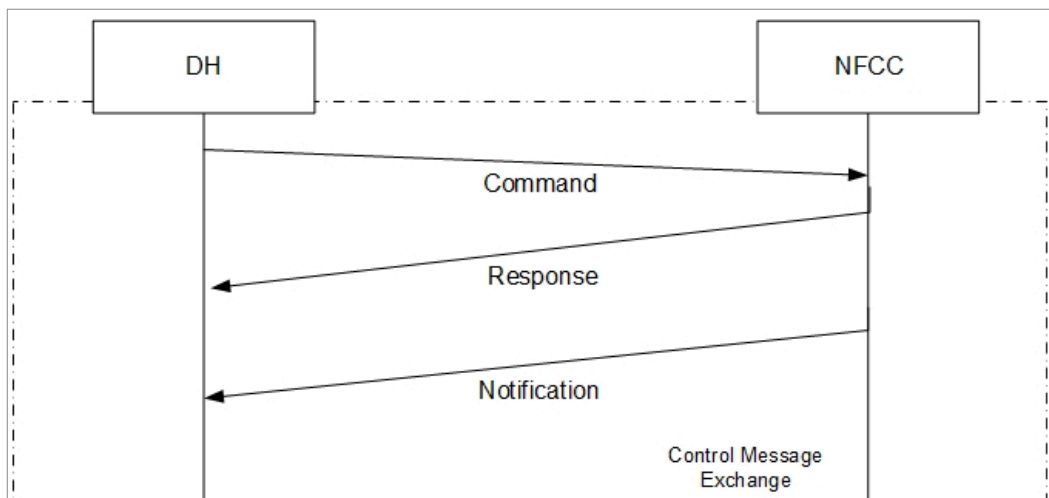 DH
NFCC
Command
Response
Notification
Control Message
Exchange